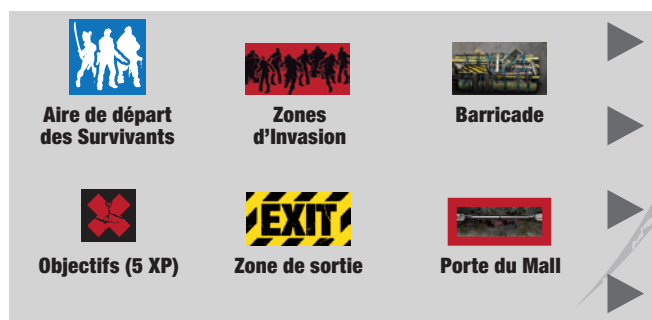 Aire de départ
des Survivants
Zones
d'Invasion
Barricade
EXIT
Objectifs (5 XP)
Zone de sortie
Porte du Mall